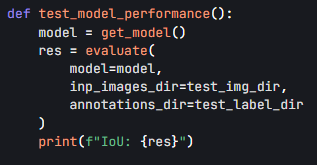 def test_model_performance():
    model = get_model()
    res = evaluate(
        model=model,
        inp_images_dir=test_img_dir,
        annotations_dir=test_label_dir
    )
    print(f"IoU: {res}")